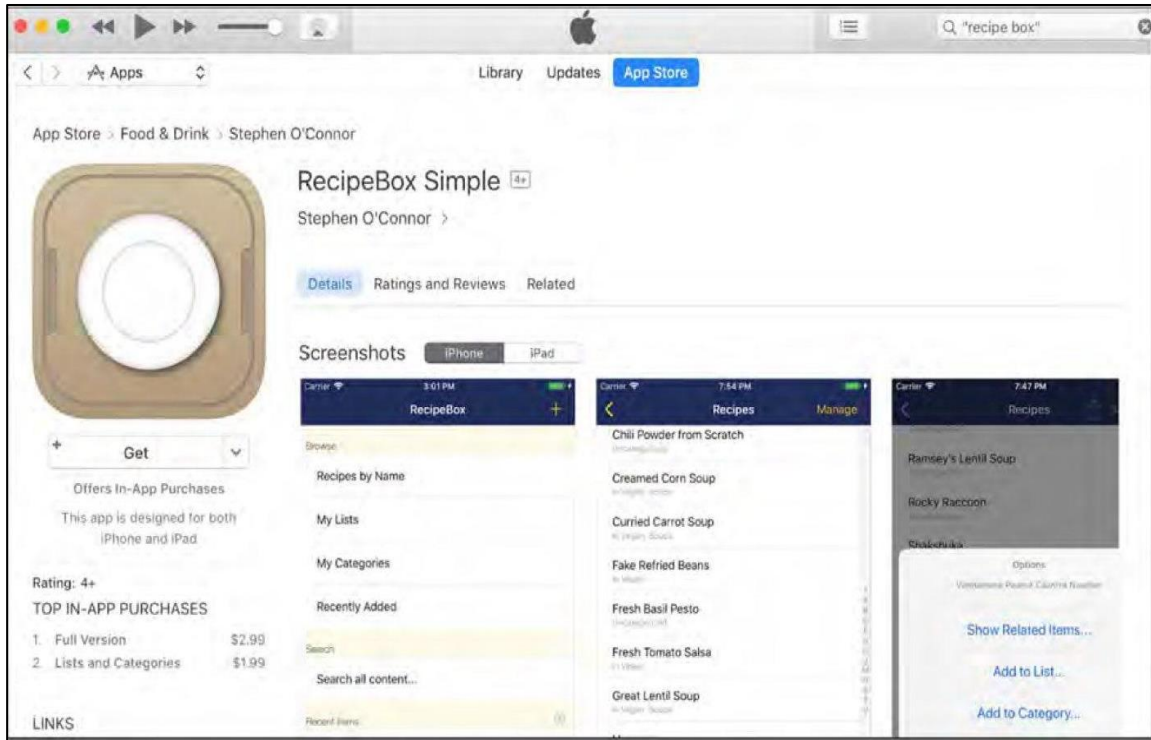 "recipe box"
Apps
Library Updates App Store
App Store > Food & Drink > Stephen O'Connor
RecipeBox Simple 4+
Stephen O'Connor >
Details Ratings and Reviews Related
Screenshots iPhone iPad
Get
Offers In-App Purchases
This app is designed for both
iPhone and iPad
Rating: 4+
TOP IN-APP PURCHASES
1. Full Version $2.99
2. Lists and Categories $1.99
LINKS
Carrier 3:01 PM
RecipeBox +
Browse
Recipes by Name
My Lists
My Categories
Recently Added
Search
Search all content...
Recent Items
Carrier 7:54 PM
Recipes Manage
Chili Powder from Scratch
Creamed Corn Soup
Curried Carrot Soup
Fake Refried Beans
Fresh Basil Pesto
Fresh Tomato Salsa
Great Lentil Soup
Carrier 7:47 PM
Recipes
Ramsey's Lentil Soup
Rocky Raccoon
Shakshuka
Options
Show Related Items...
Add to List...
Add to Category...